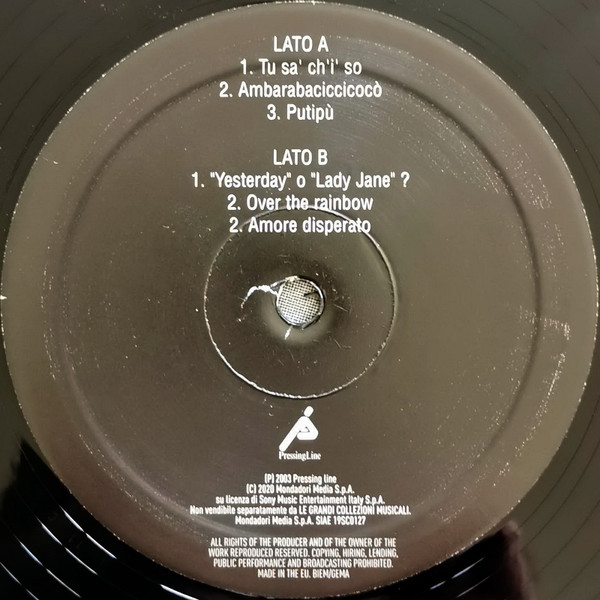 LATO A
1. Tu sa' ch'i' so
2. Ambarabaciccicocò
3. Putipù
LATO B
1. "Yesterday" o "Lady Jane" ?
2. Over the rainbow
2. Amore disperato
PressingLine
(P) 2003 Pressing line
(C) 2020 Mondadori Media S.p.A.
su licenza di Sony Music Entertainment Italy S.p.A.
Non vendibile separatamente da LE GRANDI COLLEZIONI MUSICALI.
Mondadori Media S.p.A. SIAE 19SC0127
ALL RIGHTS OF THE PRODUCER AND OF THE OWNER OF THE
WORK REPRODUCED RESERVED. COPYING, HIRING, LENDING,
PUBLIC PERFORMANCE AND BROADCASTING PROHIBITED.
MADE IN THE EU. BIEM/GEMA